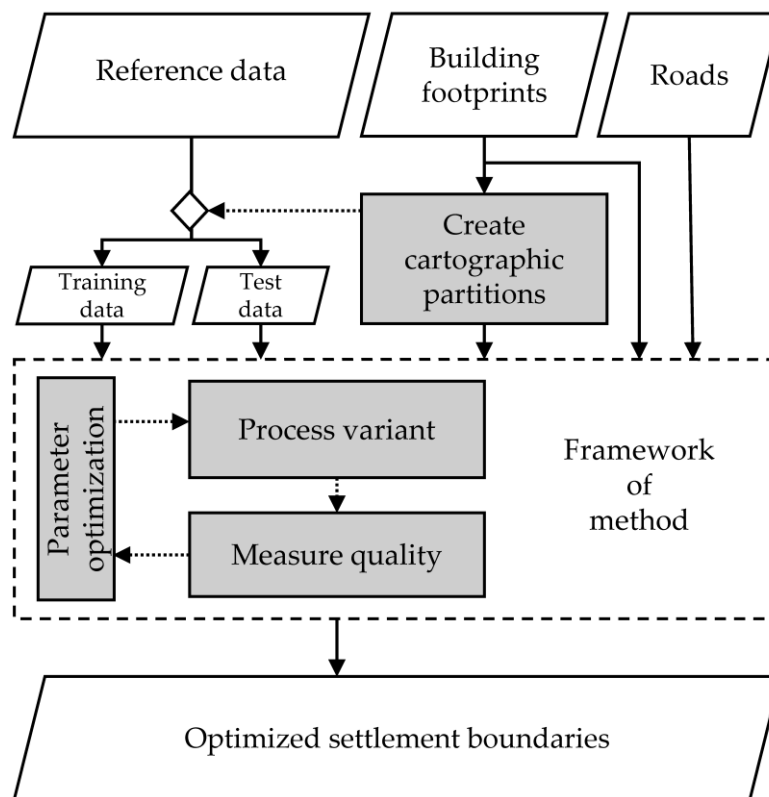 Reference data
Building
footprints
Roads
Create
cartographic
partitions
Training
data
Test
data
Parameter
optimization
Process variant
Measure quality
Framework
of
method
Optimized settlement boundaries